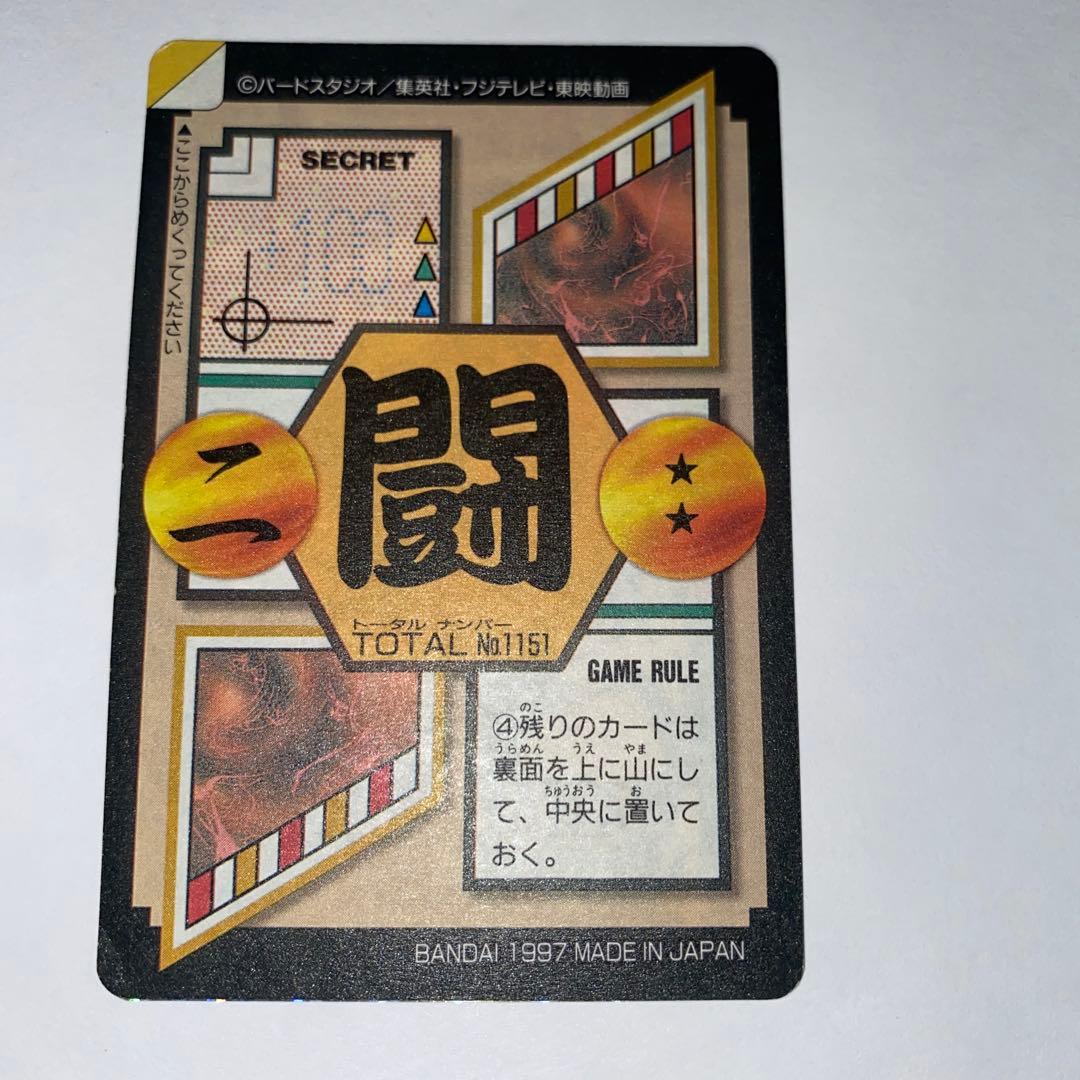 ©バードスタジオ／集英社・フジテレビ・東映動画
▲ここからめくってください
SECRET
+100
闘
二
★
★
トータル ナンバー
TOTAL No.1151
GAME RULE
④残りのカードは
のこ
裏面を上に山にし
うらめん うえ やま
て、中央に置いて
ちゅうおう お
おく。
BANDAI 1997 MADE IN JAPAN